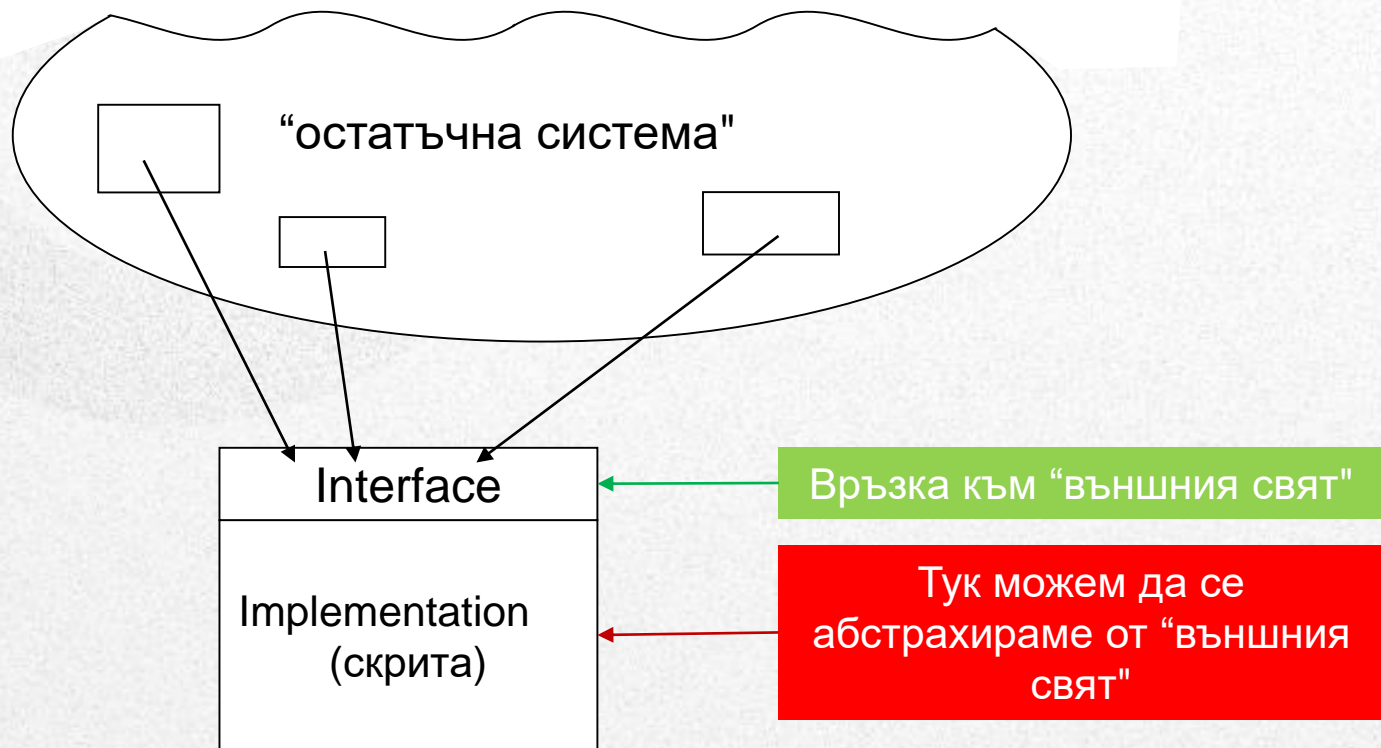 “остатъчна система"
Interface
Implementation
(скрита)
Връзка към “външния свят"
Тук можем да се
абстрахираме от “външния
свят"